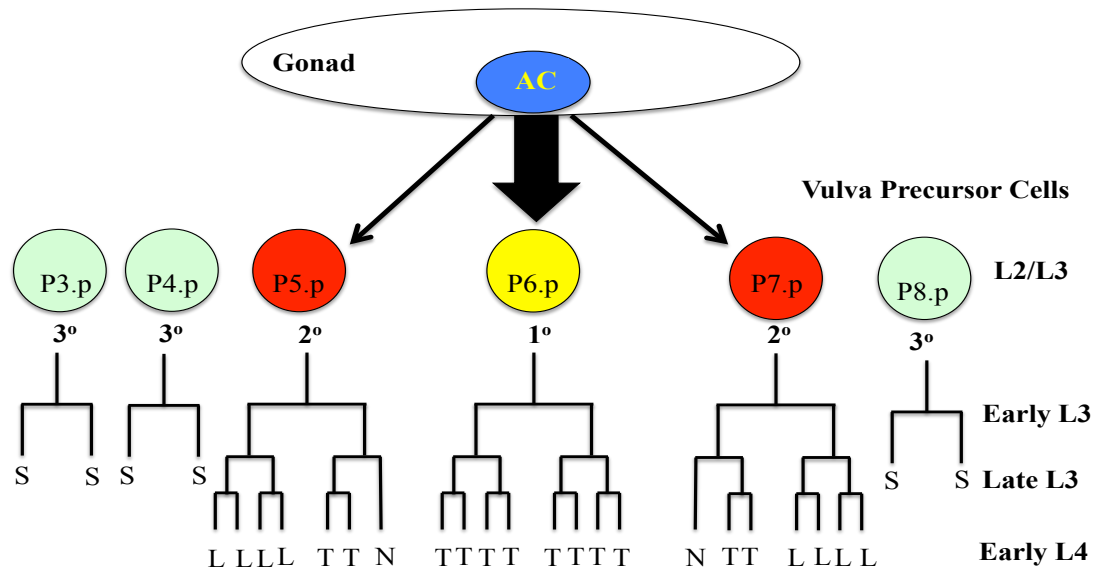 Gonad
AC
Vulva Precursor Cells
P3.p P4.p P5.p P6.p P7.p P8.p L2/L3
3º 3º 2º 1º 2º 3º
Early L3
S S S S S S Late L3
L L L L T T N T T T T T T T T N T T L L L L Early L4